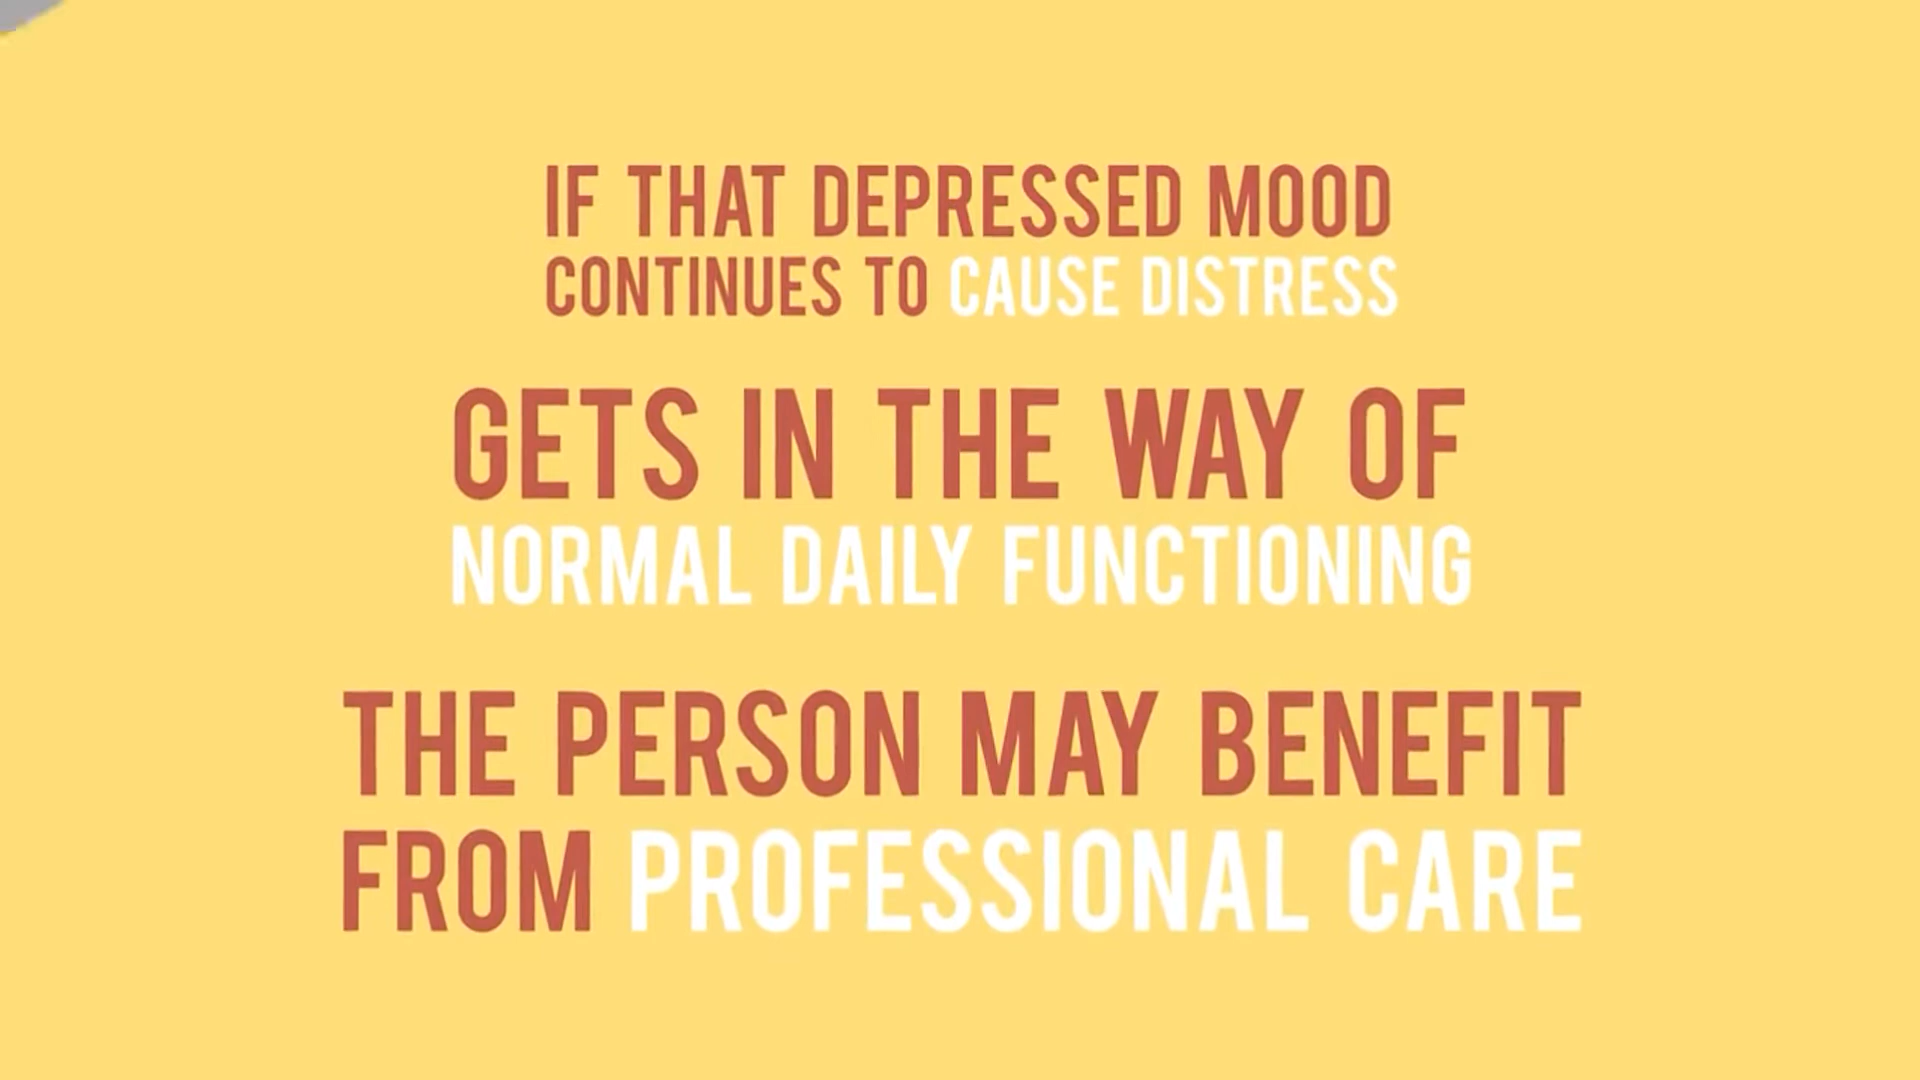 IF THAT DEPRESSED MOOD
CONTINUES TO CAUSE DISTRESS
GETS IN THE WAY OF
NORMAL DAILY FUNCTIONING
THE PERSON MAY BENEFIT
FROM PROFESSIONAL CARE